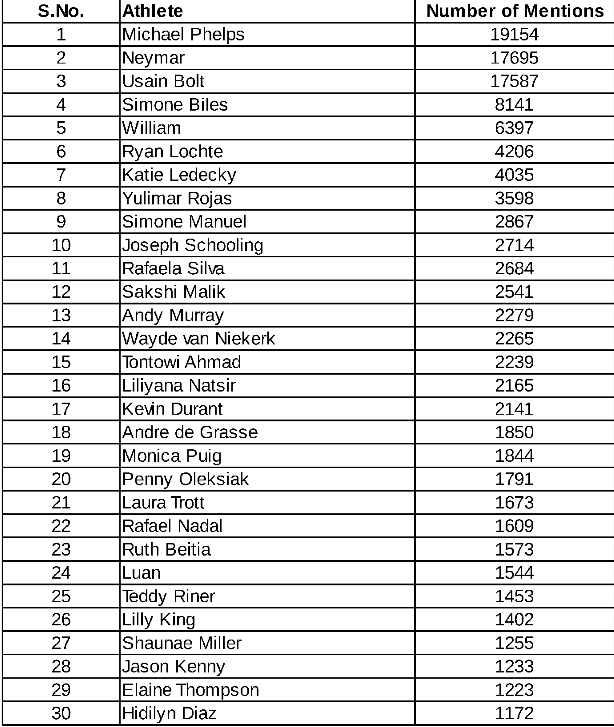 S.No. Athlete Number of Mentions
1 Michael Phelps 19154
2 Neymar 17695
3 Usain Bolt 17587
4 Simone Biles 8141
5 William 6397
6 Ryan Lochte 4206
7 Katie Ledecky 4035
8 Yulimar Rojas 3598
9 Simone Manuel 2867
10 Joseph Schooling 2714
11 Rafaela Silva 2684
12 Sakshi Malik 2541
13 Andy Murray 2279
14 Wayde van Niekerk 2265
15 Tontowi Ahmad 2239
16 Liliyana Natsir 2165
17 Kevin Durant 2141
18 Andre de Grasse 1850
19 Monica Puig 1844
20 Penny Oleksiak 1791
21 Laura Trott 1673
22 Rafael Nadal 1609
23 Ruth Beitia 1573
24 Luan 1544
25 Teddy Riner 1453
26 Lilly King 1402
27 Shaunae Miller 1255
28 Jason Kenny 1233
29 Elaine Thompson 1223
30 Hidilyn Diaz 1172